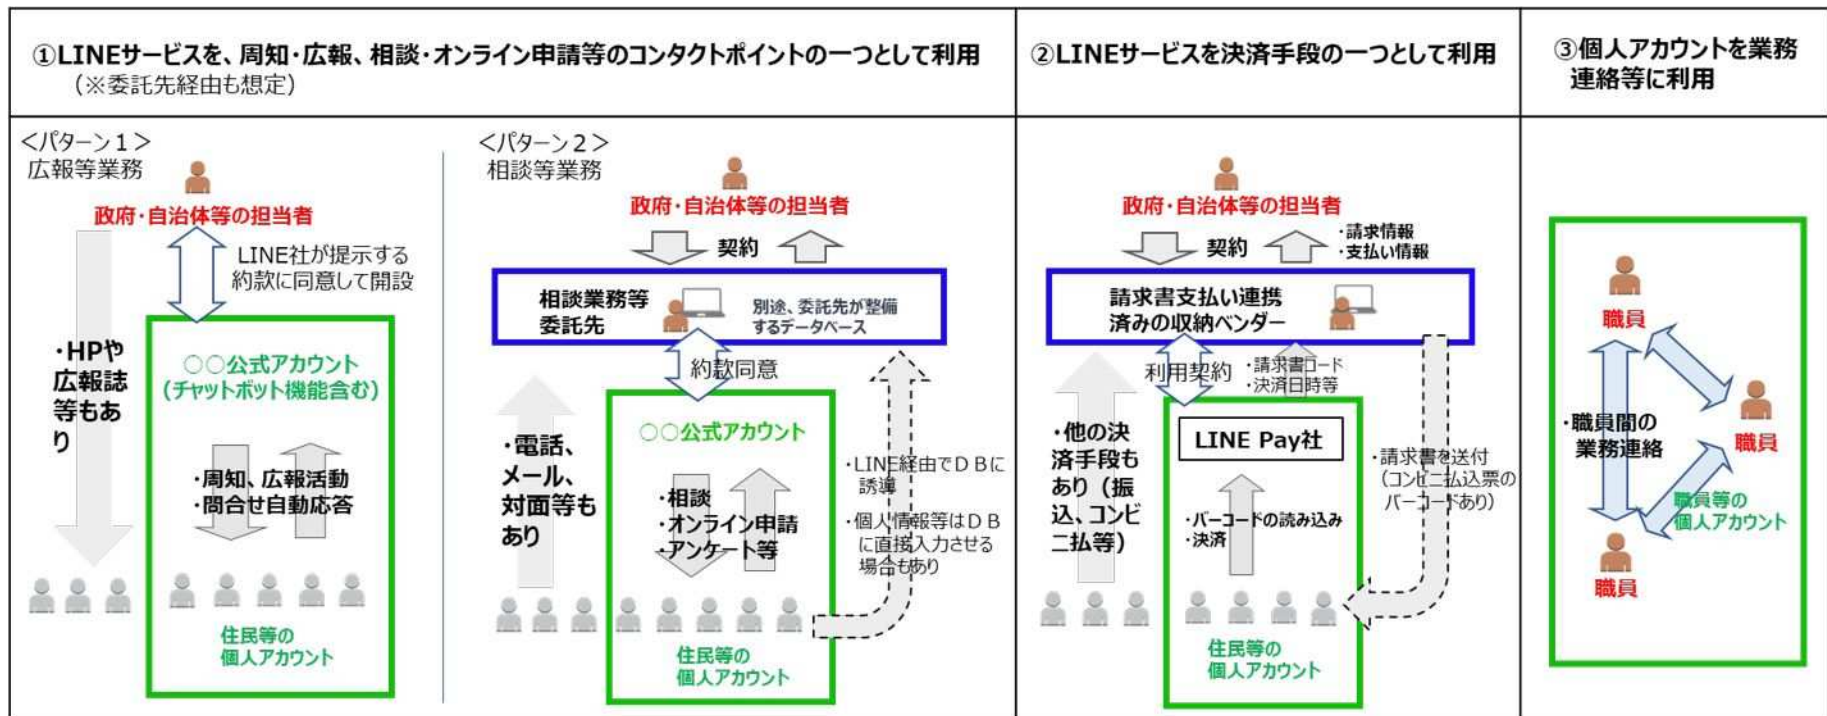 ①LINEサービスを、周知・広報、相談・オンライン申請等のコンタクトポイントの一つとして利用
（※委託先経由も想定）
②LINEサービスを決済手段の一つとして利用
③個人アカウントを業務
連絡等に利用
＜パターン１＞
広報等業務
政府・自治体等の担当者
LINE社が提示する
約款に同意して開設
・HPや
広報誌
等もあ
り
○○公式アカウント
(チャットボット機能含む)
・周知、広報活動
・問合せ自動応答
住民等の
個人アカウント
＜パターン２＞
相談等業務
政府・自治体等の担当者
契約
相談業務等
委託先
別途、委託先が整備
するデータベース
約款同意
○○公式アカウント
・電話、
メール、
対面等も
あり
・相談
・オンライン申請
・アンケート等
・LINE経由でＤＢに
誘導
・個人情報等はＤＢ
に直接入力させる
場合もあり
住民等の
個人アカウント
政府・自治体等の担当者
契約
・請求情報
・支払い情報
請求書支払い連携
済みの収納ベンダー
利用契約
・請求書コード
・決済日時等
LINE Pay社
・他の決
済手段も
あり（振
込、コンビ
ニ払等）
・バーコードの読み込み
・決済
・請求書を送付
（コンビニ払込票の
バーコードあり）
住民等の
個人アカウント
職員
職員
・職員間の
業務連絡
職員等の
個人アカウント
職員